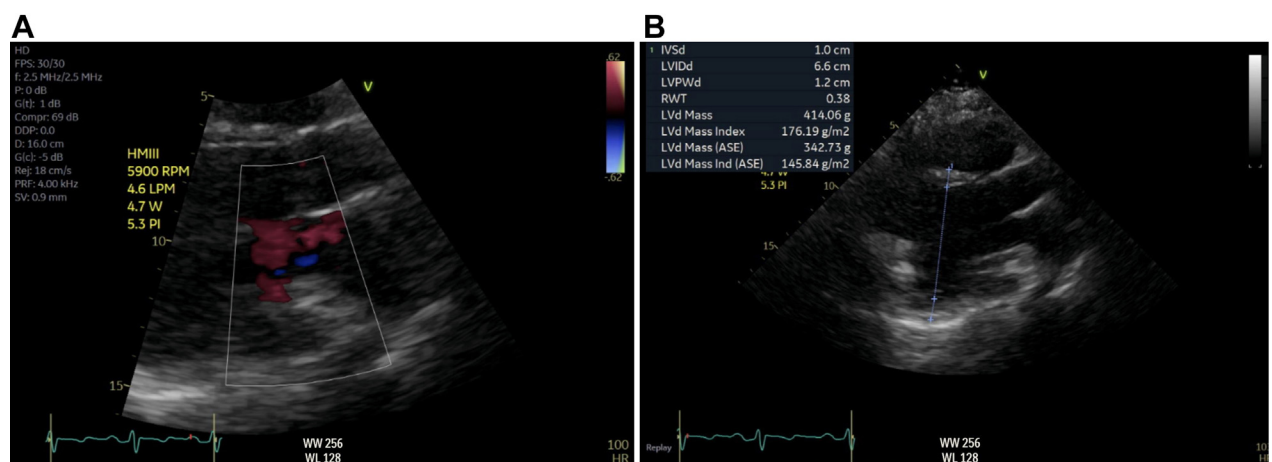 A
HD
FPS: 30/30
f: 2.5 MHz/2.5 MHz
P: 0 dB
G(t): 1 dB
Compr: 69 dB
DDP: 0.0
D: 16.0 cm
G(c): -5 dB
Rej: 18 cm/s
PRF: 4.00 kHz
SV: 0.9 mm
HMIII
5900 RPM
4.6 LPM
4.7 W
5.3 PI
5
10
15
V
.62
-.62
WW 256
WL 128
100
HR
B
1 IVSd 1.0 cm
LVIDd 6.6 cm
LVPWd 1.2 cm
RWT 0.38
LVd Mass 414.06 g
LVd Mass Index 176.19 g/m2
LVd Mass (ASE) 342.73 g
LVd Mass Ind (ASE) 145.84 g/m2
4.7 W
5.3 PI
5
10
15
V
Replay
WW 256
WL 128
HR